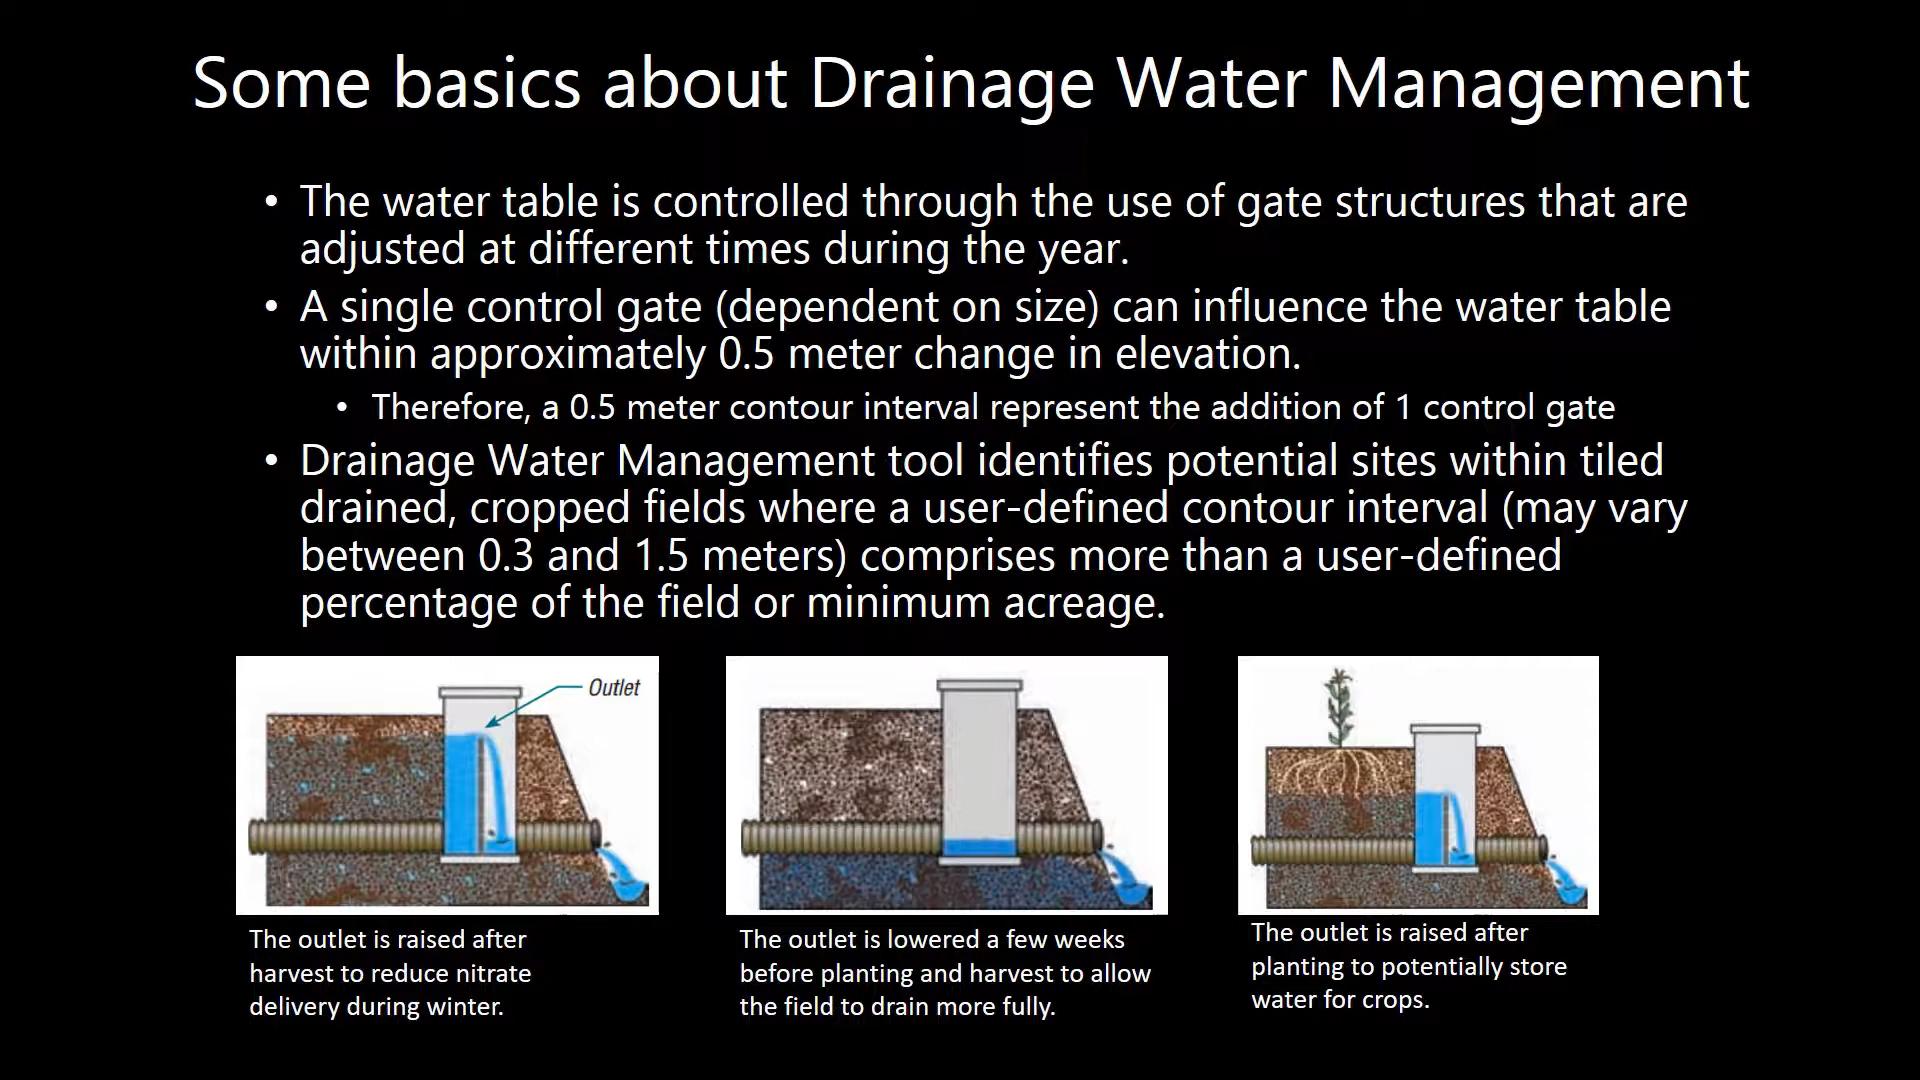 Some basics about Drainage Water Management
• The water table is controlled through the use of gate structures that are
adjusted at different times during the year.
• A single control gate (dependent on size) can influence the water table
within approximately 0.5 meter change in elevation.
• Therefore, a 0.5 meter contour interval represent the addition of 1 control gate
• Drainage Water Management tool identifies potential sites within tiled
drained, cropped fields where a user-defined contour interval (may vary
between 0.3 and 1.5 meters) comprises more than a user-defined
percentage of the field or minimum acreage.
Outlet
The outlet is raised after
harvest to reduce nitrate
delivery during winter.
The outlet is lowered a few weeks
before planting and harvest to allow
the field to drain more fully.
The outlet is raised after
planting to potentially store
water for crops.